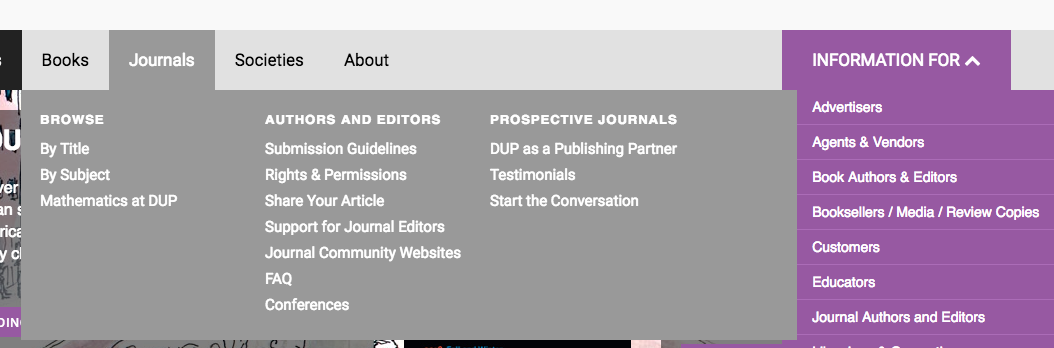 Books
Journals
Societies
About
INFORMATION FOR
BROWSE
By Title
By Subject
Mathematics at DUP
AUTHORS AND EDITORS
Submission Guidelines
Rights & Permissions
Share Your Article
Support for Journal Editors
Journal Community Websites
FAQ
Conferences
PROSPECTIVE JOURNALS
DUP as a Publishing Partner
Testimonials
Start the Conversation
Advertisers
Agents & Vendors
Book Authors & Editors
Booksellers / Media / Review Copies
Customers
Educators
Journal Authors and Editors